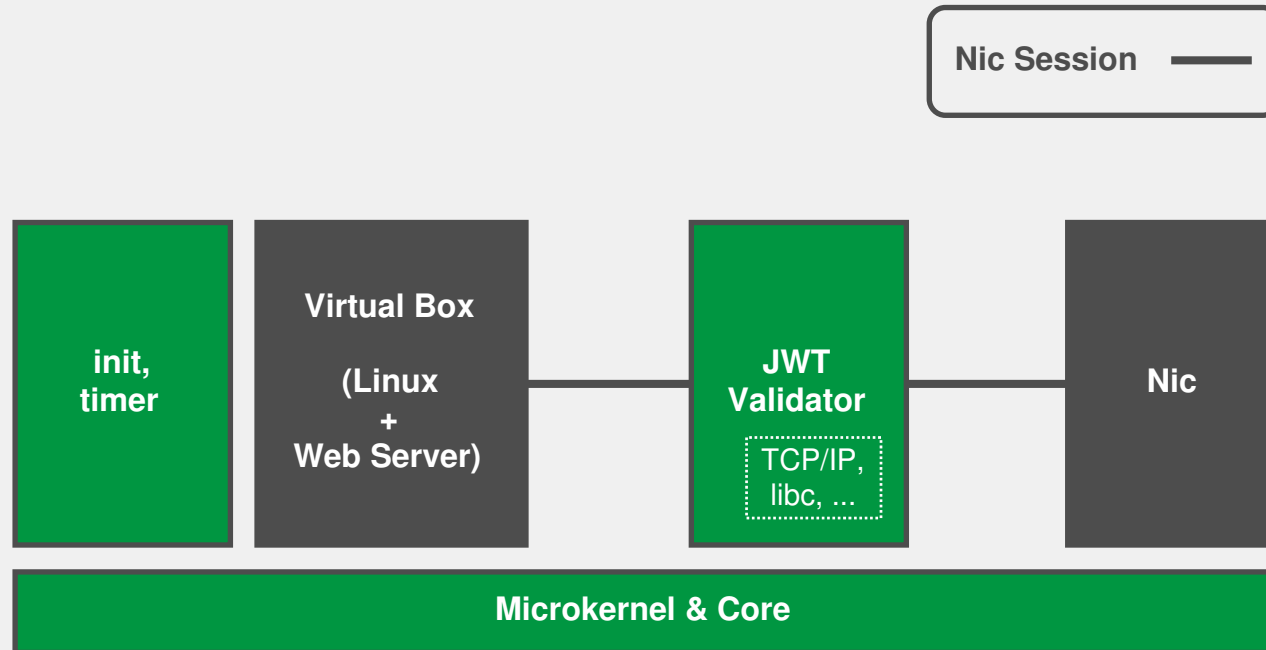 Nic Session
init,
timer
Virtual Box
(Linux
+
Web Server)
JWT
Validator
TCP/IP,
libc, ...
Nic
Microkernel & Core